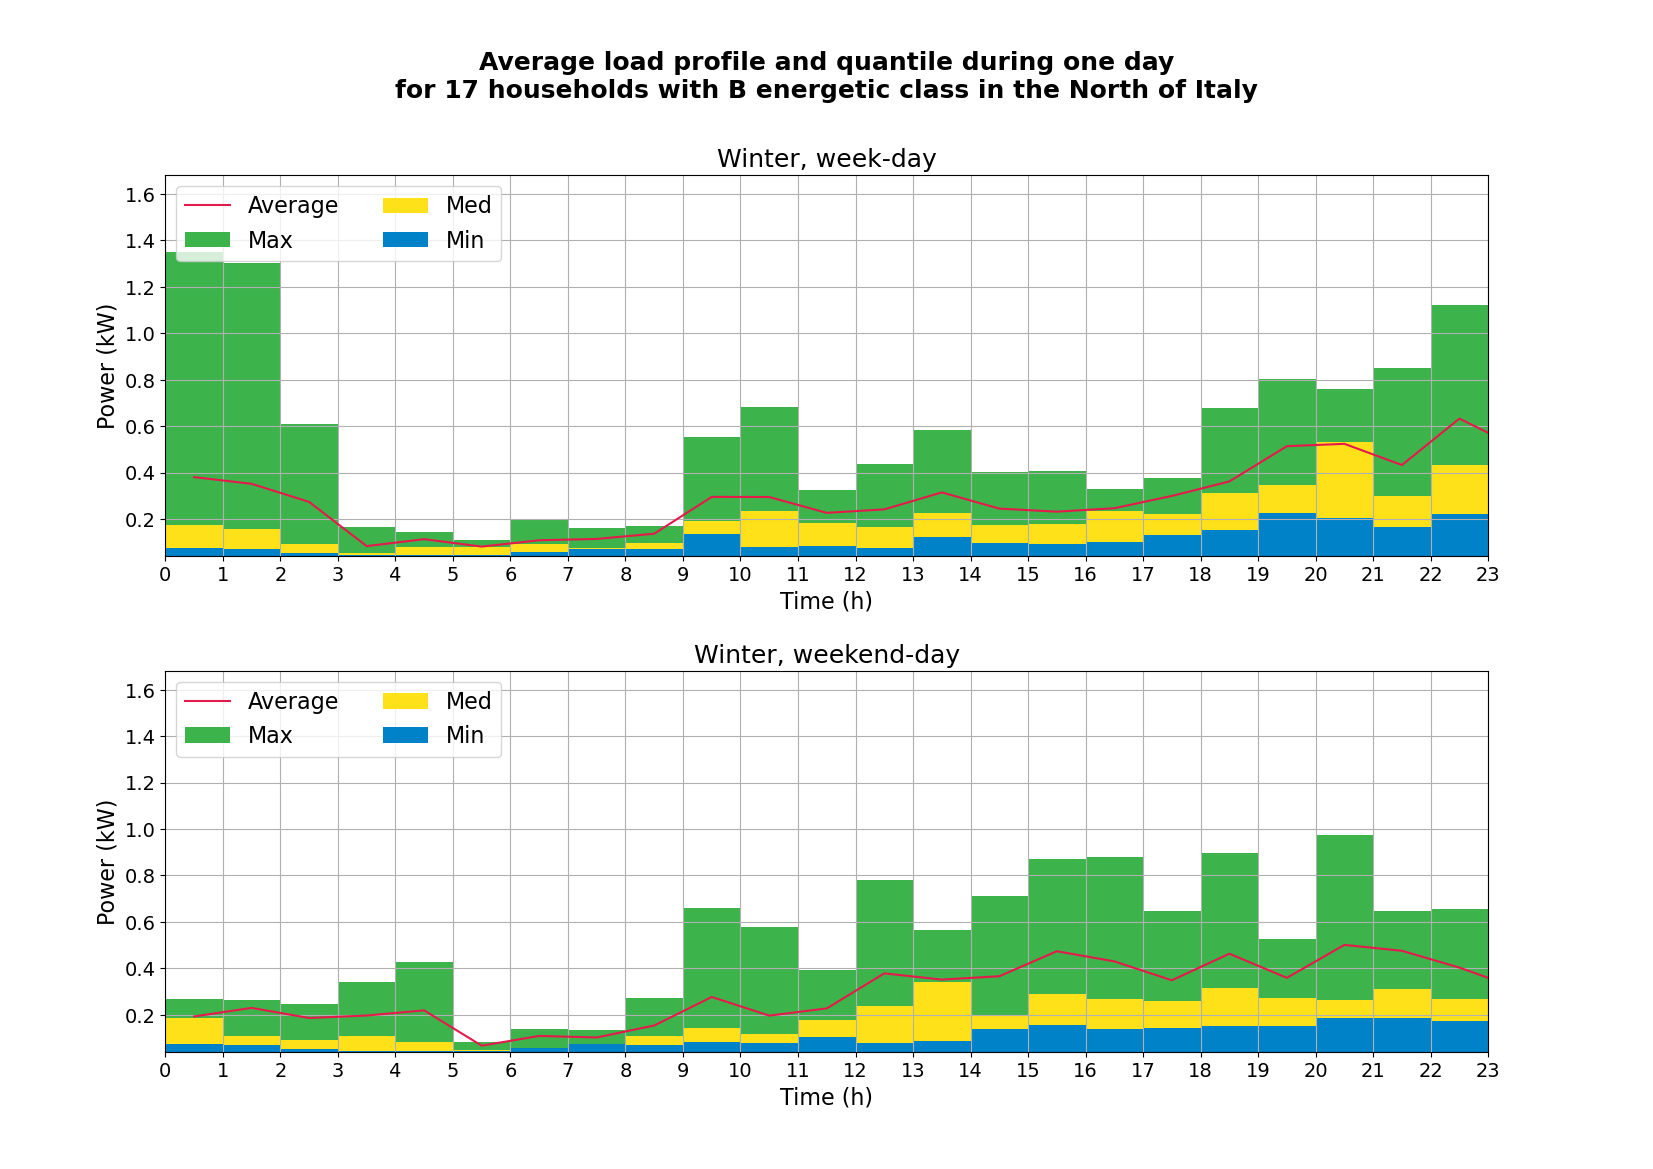 Average load profile and quantile during one day
for 17 households with B energetic class in the North of Italy
Winter, week-day
Average
Med
Max
Min
1.6
1.4
1.2
1.0
0.8
0.6
0.4
0.2
Power (kW)
0 1 2 3 4 5 6 7 8 9 10 11 12 13 14 15 16 17 18 19 20 21 22 23
Time (h)
Winter, weekend-day
Average
Med
Max
Min
1.6
1.4
1.2
1.0
0.8
0.6
0.4
0.2
Power (kW)
0 1 2 3 4 5 6 7 8 9 10 11 12 13 14 15 16 17 18 19 20 21 22 23
Time (h)